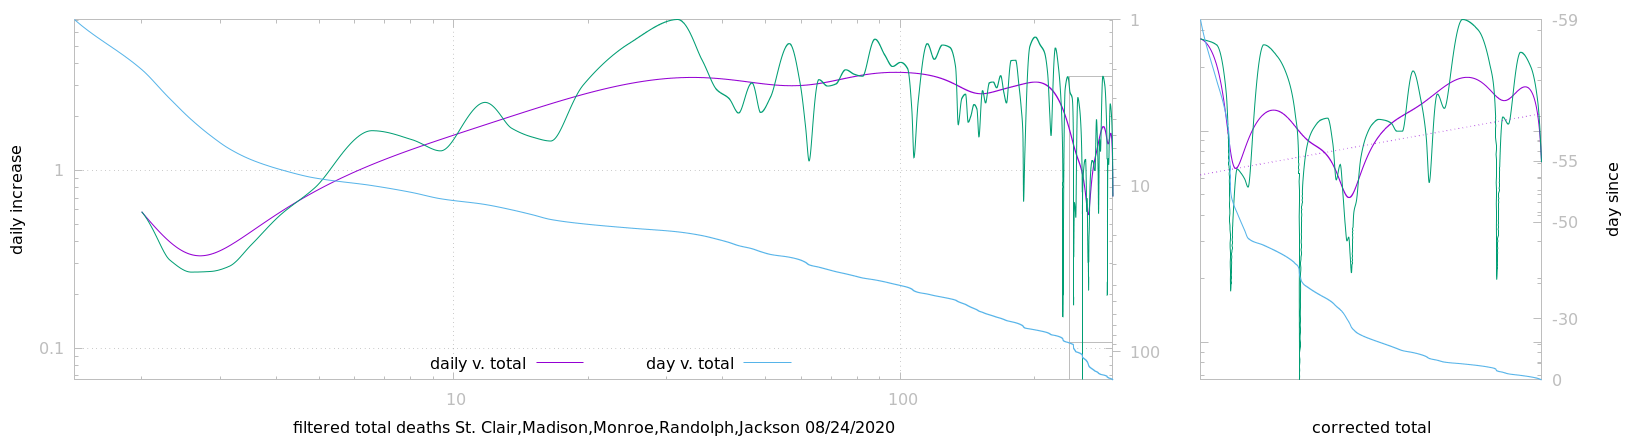 daily increase
1
0.1
10
100
1
10
100
daily v. total
day v. total
filtered total deaths St. Clair,Madison,Monroe,Randolph,Jackson 08/24/2020
-59
-55
-50
-30
0
day since
corrected total